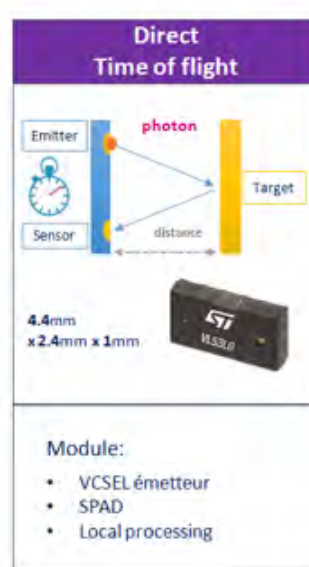 Direct
Time of flight
Emitter
photon
Target
Sensor
distance
4.4mm
x 2.4mm x 1mm
ST
Module:
• VCSEL émetteur
• SPAD
• Local processing